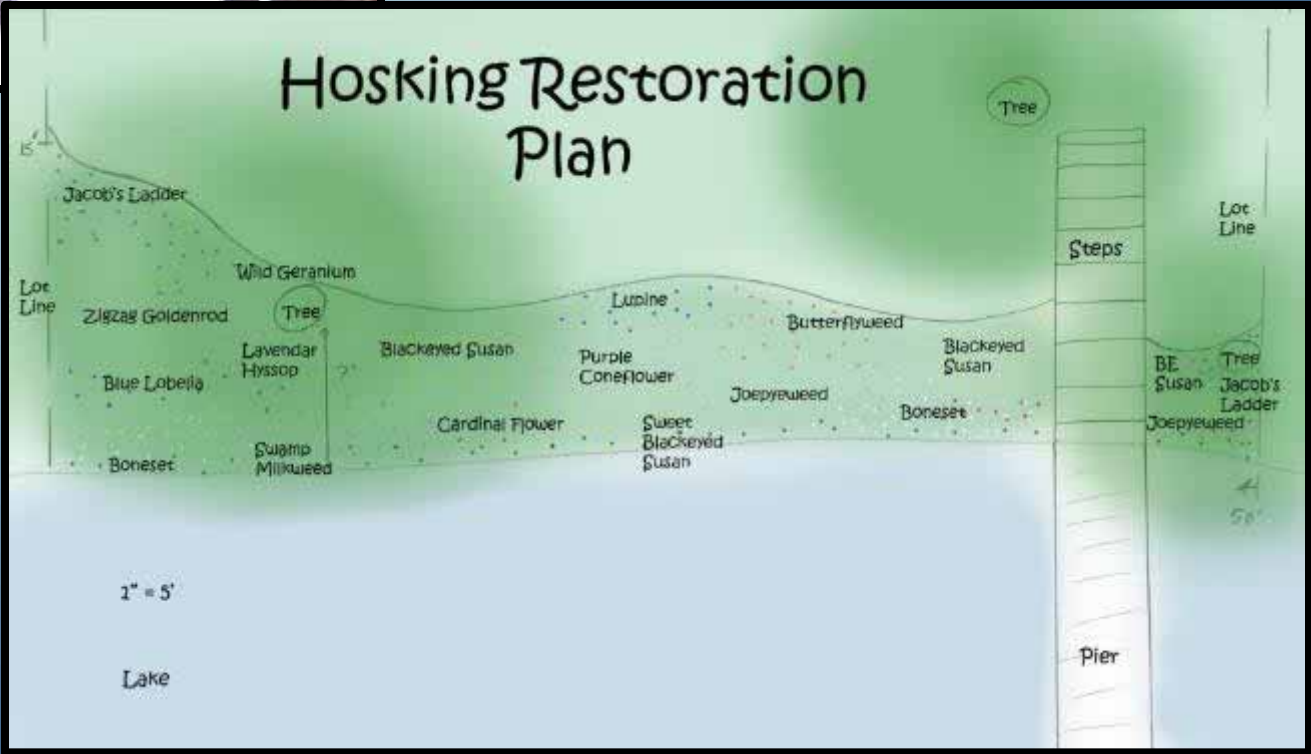 Hosking Restoration
Plan
Tree
15'
Jacob's Ladder
Lot
Line
Steps
Wild Geranium
Lot
Line
Zigzag Goldenrod
Tree
Lupine
Butterflyweed
Lavendar
Hyssop
Blackeyed Susan
Purple
Coneflower
Blackeyed
Susan
BE
Susan
Tree
Jacob's
Ladder
Blue Lobelia
Joepyeweed
Boneset
Cardinal Flower
Sweet
Blackeyed
Susan
Joepyeweed
Boneset
Swamp
Milkweed
50'
1" = 5'
Lake
Pier